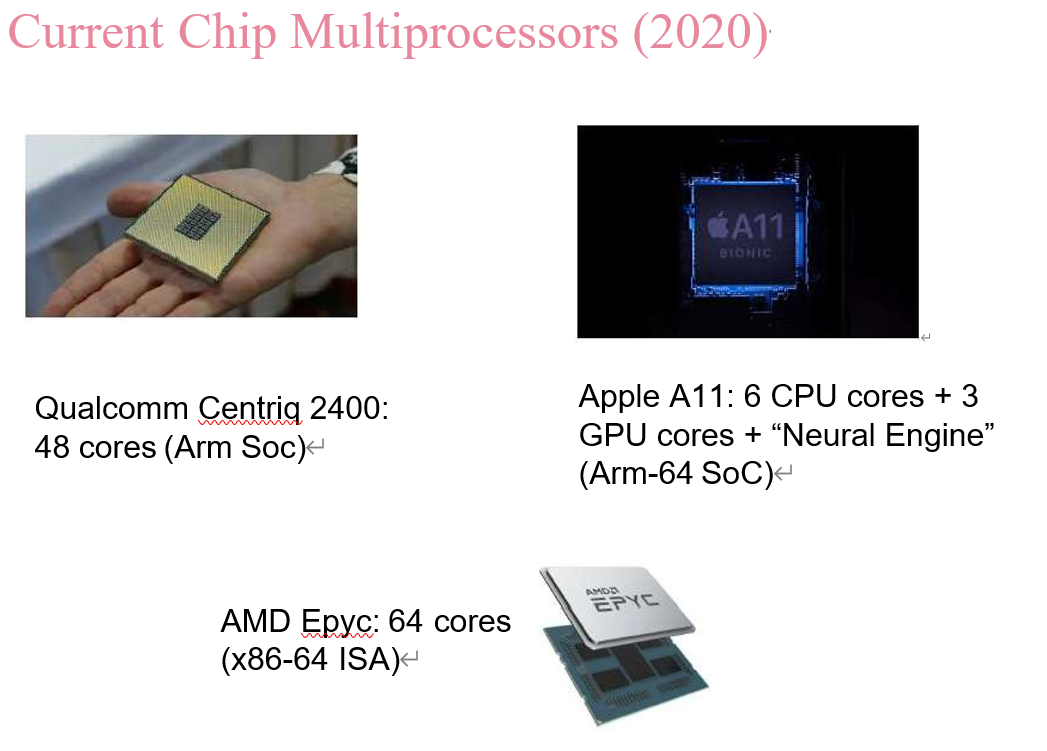 Current Chip Multiprocessors (2020)
A11
BIONIC
Qualcomm Centriq 2400:
48 cores (Arm Soc)
Apple A11: 6 CPU cores + 3
GPU cores + “Neural Engine”
(Arm-64 SoC)
AMD
EPYC
AMD Epyc: 64 cores
(x86-64 ISA)